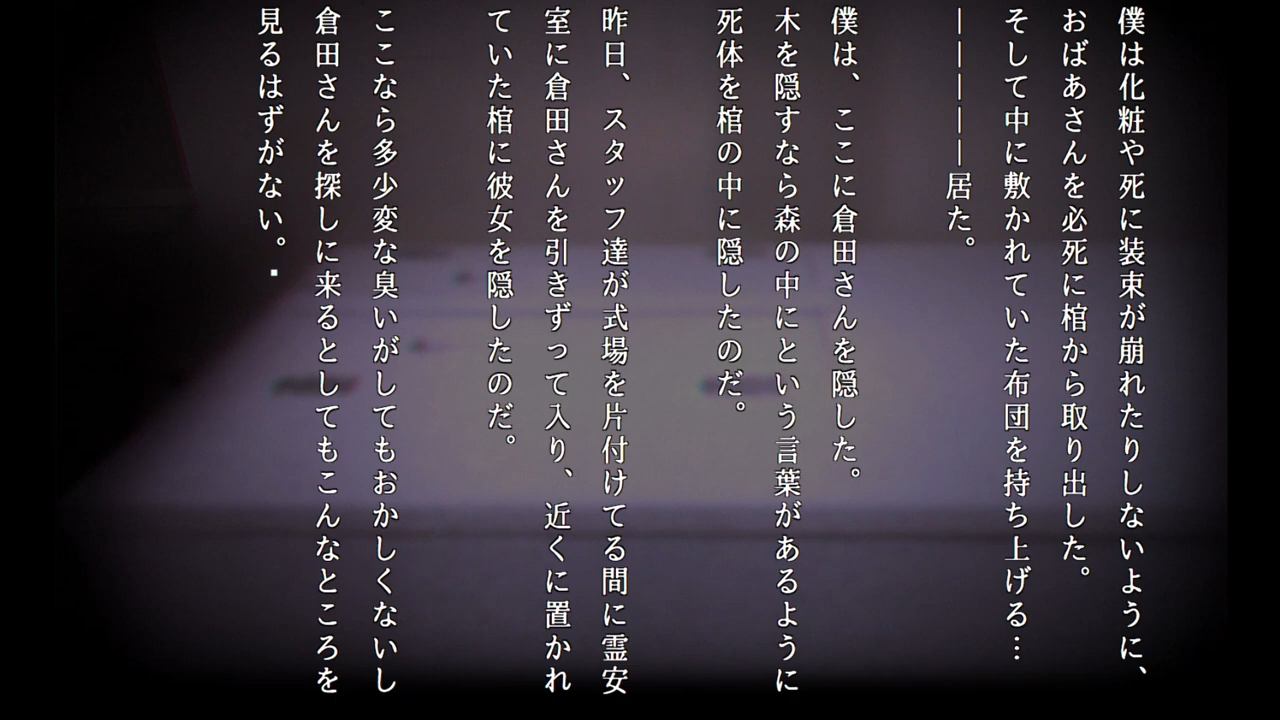 僕は化粧や死に装束が崩れたりしないように、
おばあさんを必死に棺から取り出した。
そして中に敷かれていた布団を持ち上げる…
―――――居た。
僕は、ここに倉田さんを隠した。
木を隠すなら森の中にという言葉があるように
死体を棺の中に隠したのだ。
昨日、スタッフ達が式場を片付けてる間に霊安
室に倉田さんを引きずって入り、近くに置かれ
ていた棺に彼女を隠したのだ。
ここなら多少変な臭いがしてもおかしくないし
倉田さんを探しに来るとしてもこんなところを
見るはずがない。